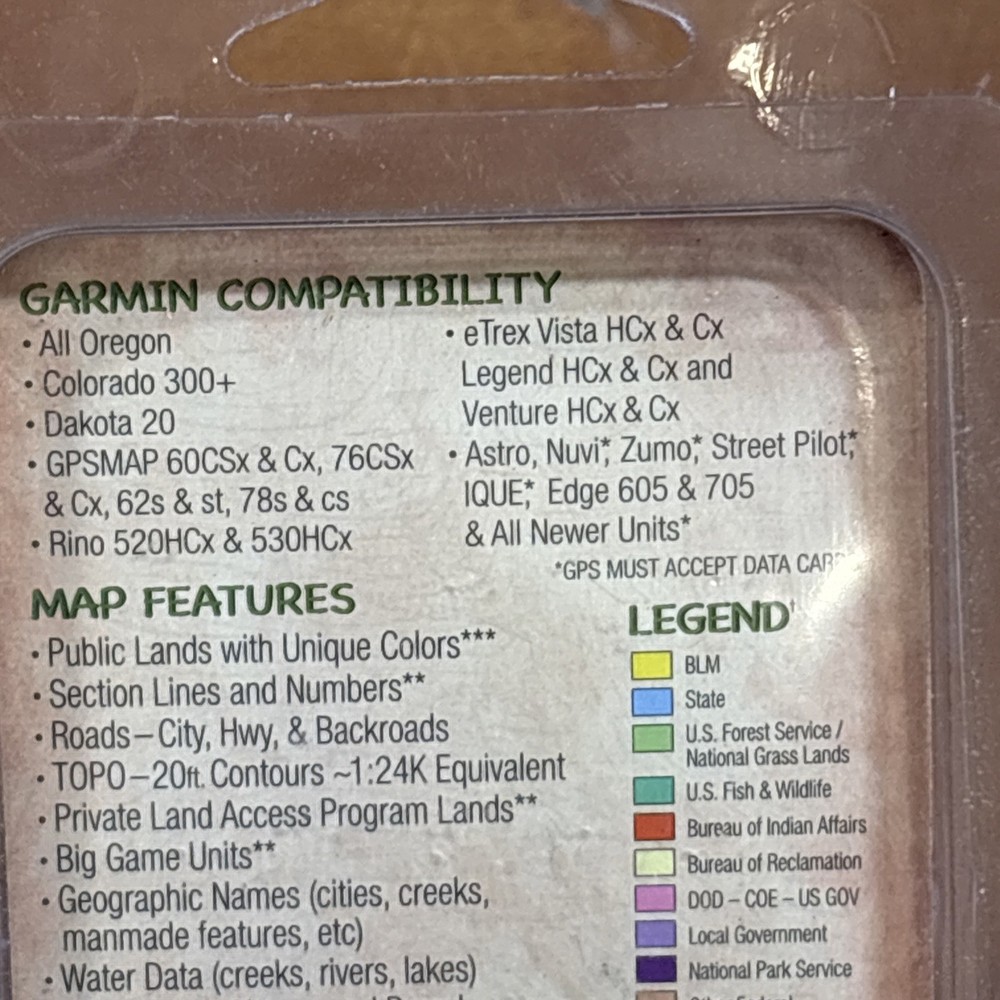 GARMIN COMPATIBILITY
• All Oregon
• Colorado 300+
• Dakota 20
• GPSMAP 60CSx & Cx, 76CSx
& Cx, 62s & st, 78s & cs
• Rino 520HCx & 530HCx
• eTrex Vista HCx & Cx
Legend HCx & Cx and
Venture HCx & Cx
• Astro, Nuvi*, Zumo,* Street Pilot,*
IQUE,* Edge 605 & 705
& All Newer Units*
*GPS MUST ACCEPT DATA CAR
MAP FEATURES
• Public Lands with Unique Colors***
• Section Lines and Numbers**
• Roads–City, Hwy, & Backroads
• TOPO–20ft. Contours ~1:24K Equivalent
• Private Land Access Program Lands**
• Big Game Units**
• Geographic Names (cities, creeks,
manmade features, etc)
• Water Data (creeks, rivers, lakes)
LEGEND
BLM
State
U.S. Forest Service /
National Grass Lands
U.S. Fish & Wildlife
Bureau of Indian Affairs
Bureau of Reclamation
DOD – COE – US GOV
Local Government
National Park Service